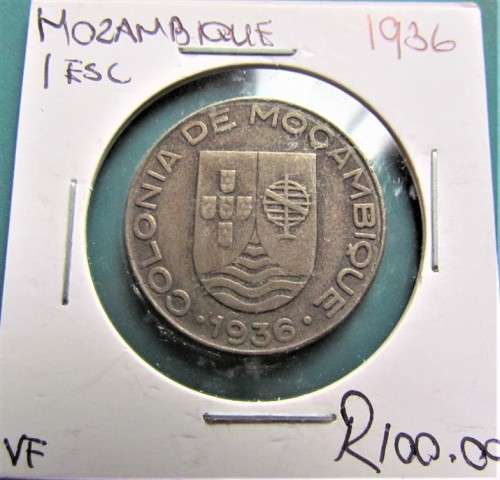 MOZAMBIQUE 1936
1 ESC
COLONIA DE MOÇAMBIQUE
· 1936 ·
VF R100.00